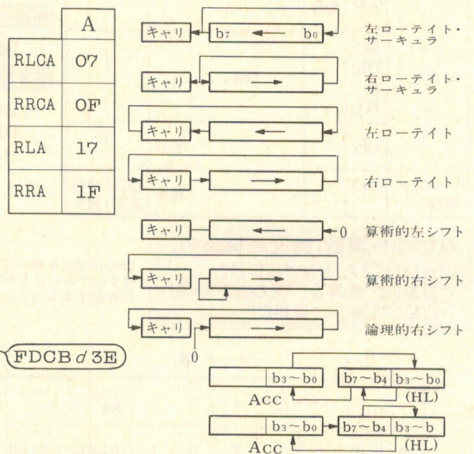 A
RLCA 07
RRCA 0F
RLA 17
RRA 1F
キャリ b7 b0 左ローテイト・
サーキュラ
キャリ 右ローテイト・
サーキュラ
キャリ 左ローテイト
キャリ 右ローテイト
キャリ 0 算術的左シフト
キャリ 算術的右シフト
キャリ 論理的右シフト
0
FDCB d 3E
b3~b0 b7~b4 b3~b0
Acc (HL)
b3~b0 b7~b4 b3~b
Acc (HL)